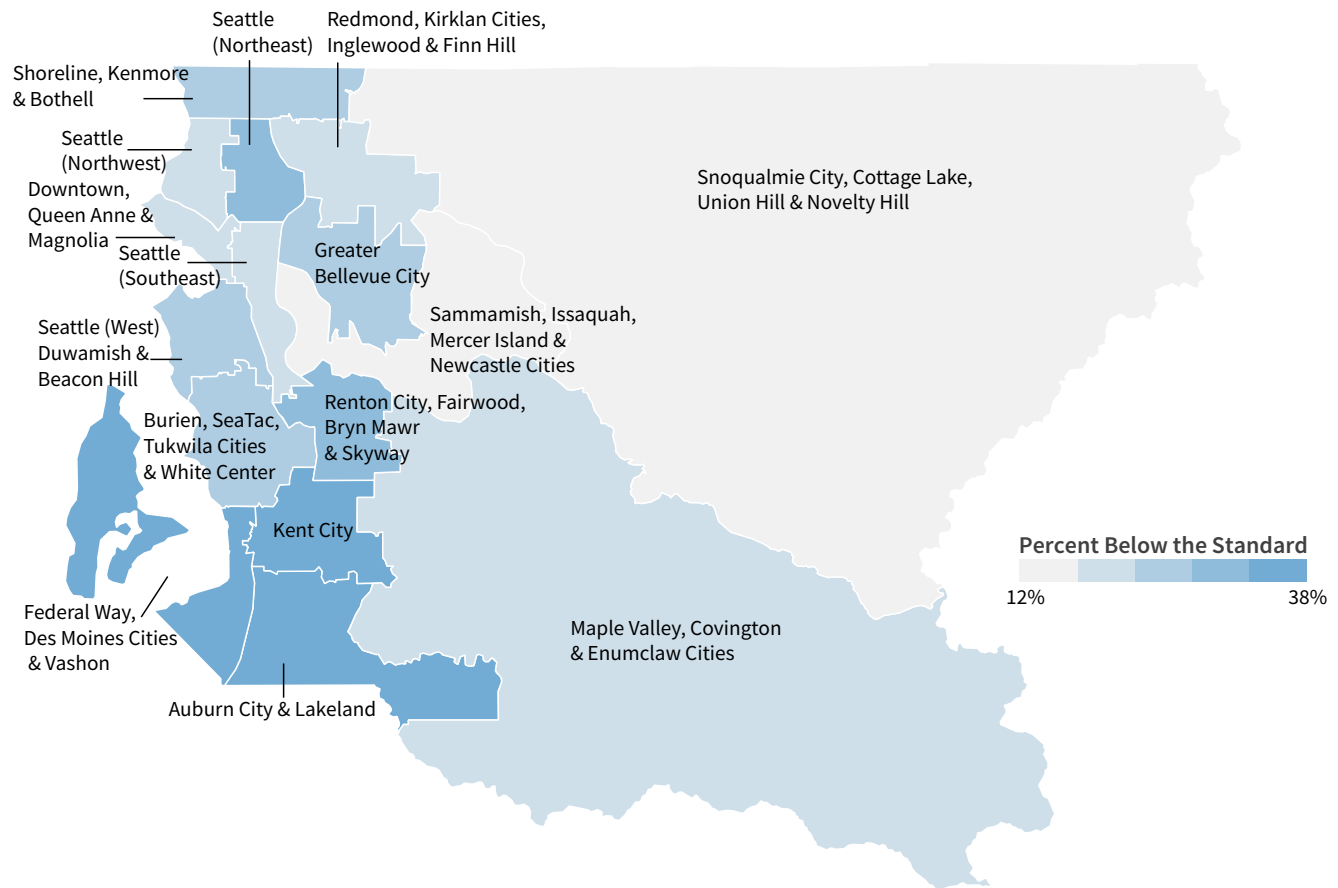 Seattle
(Northeast)
Redmond, Kirklan Cities,
Inglewood & Finn Hill
Shoreline, Kenmore
& Bothell
Seattle
(Northwest)
Downtown,
Queen Anne &
Magnolia
Seattle
(Southeast)
Snoqualmie City, Cottage Lake,
Union Hill & Novelty Hill
Greater
Bellevue City
Sammamish, Issaquah,
Mercer Island &
Newcastle Cities
Seattle (West)
Duwamish &
Beacon Hill
Renton City, Fairwood,
Bryn Mawr
& Skyway
Burien, SeaTac,
Tukwila Cities
& White Center
Kent City
Percent Below the Standard
12%
38%
Federal Way,
Des Moines Cities
& Vashon
Maple Valley, Covington
& Enumclaw Cities
Auburn City & Lakeland